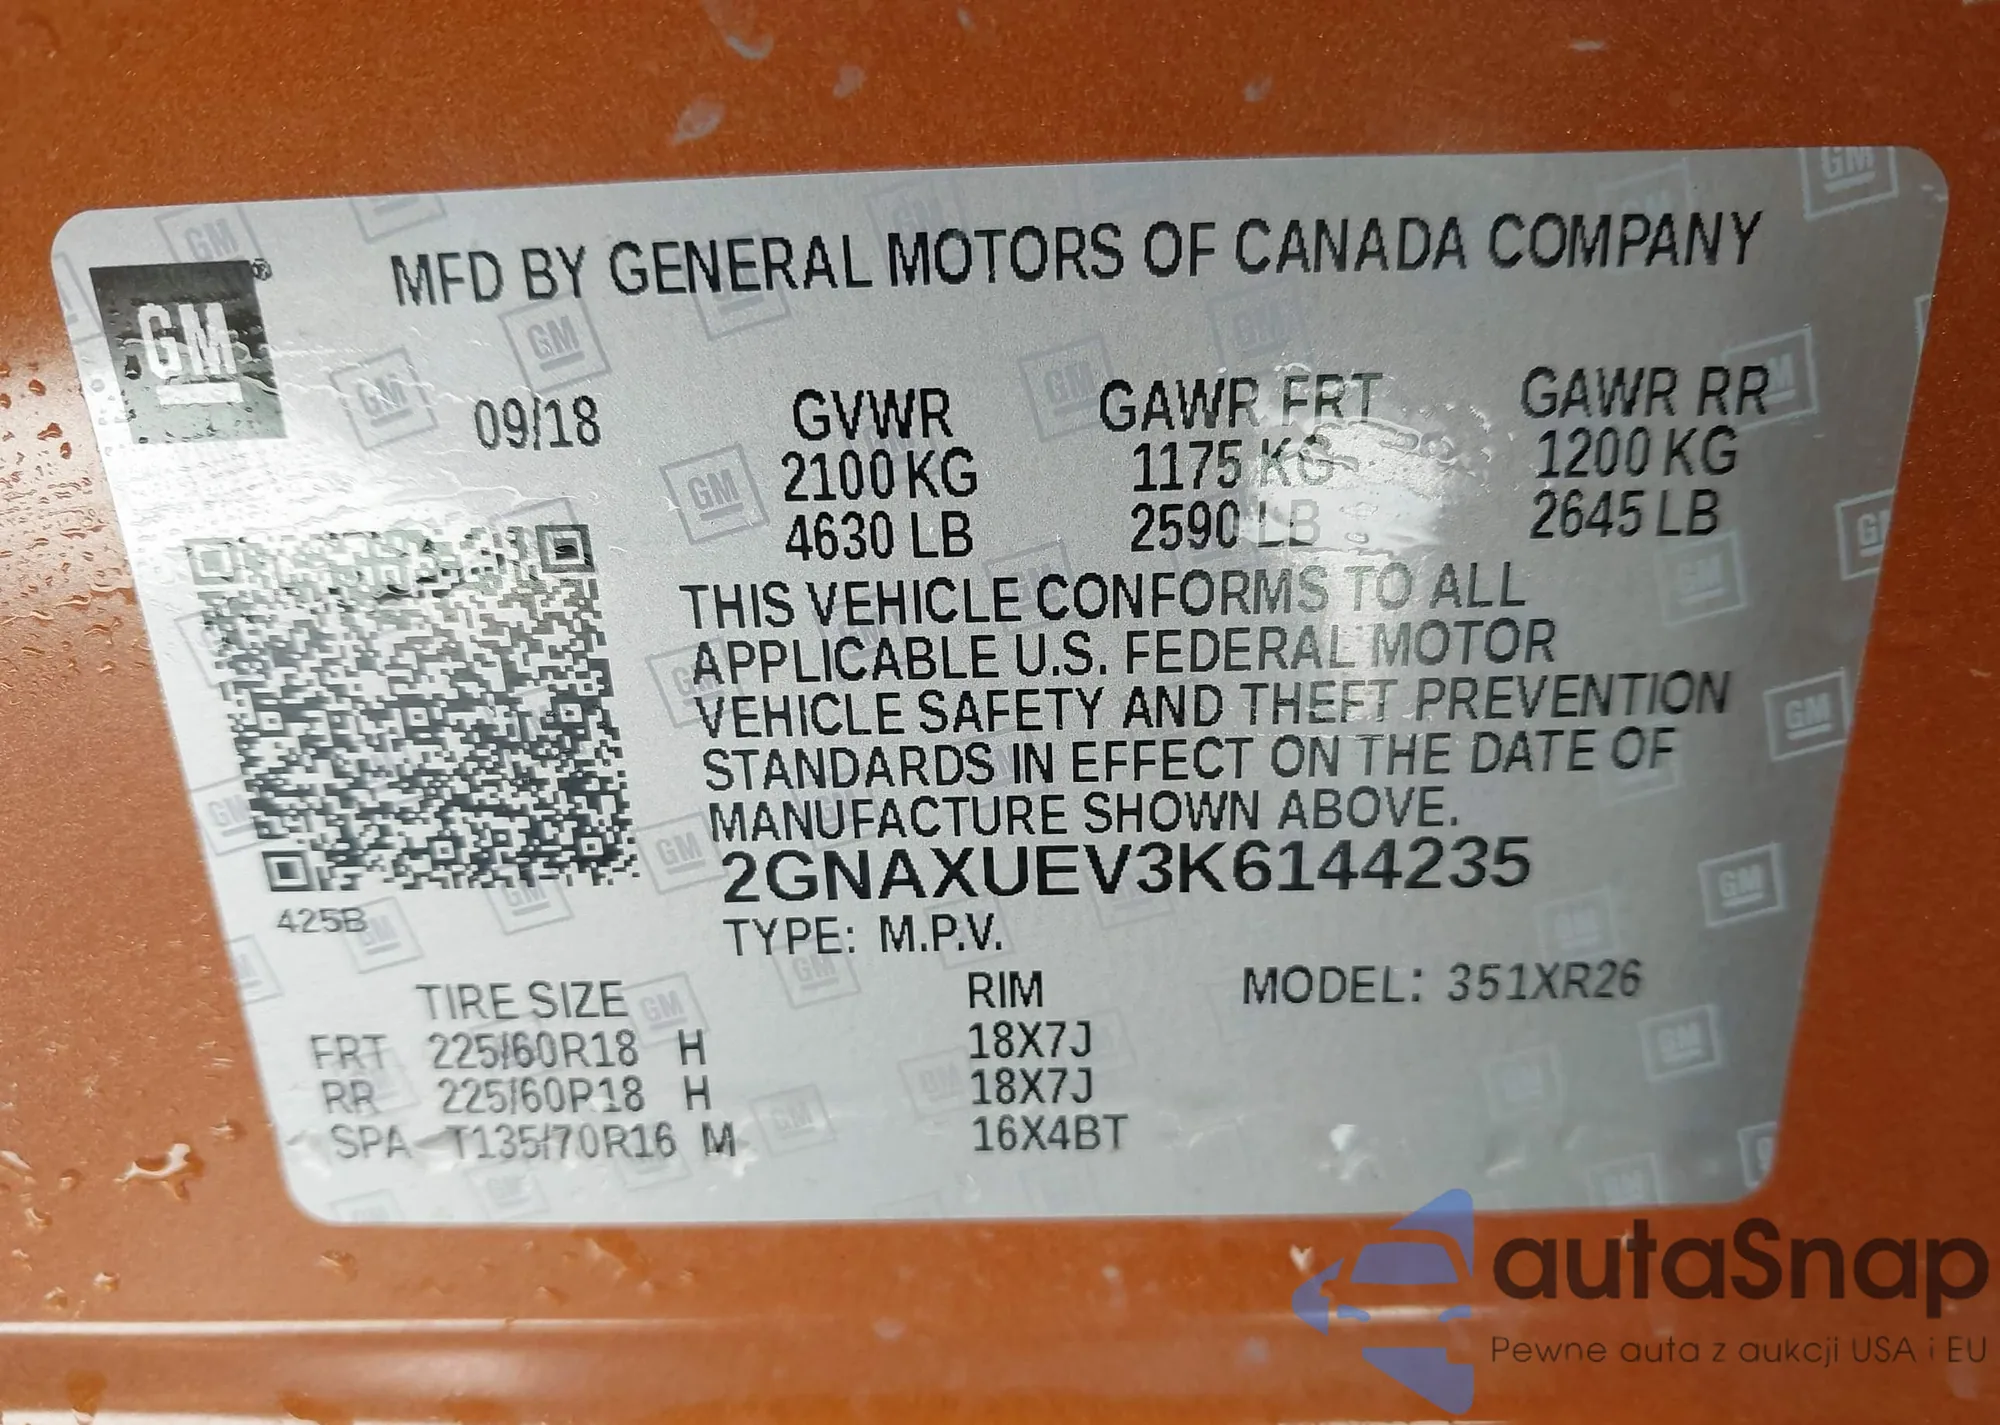 GM ®
MFD BY GENERAL MOTORS OF CANADA COMPANY
09/18 GVWR GAWR FRT GAWR RR
2100 KG 1175 KG 1200 KG
4630 LB 2590 LB 2645 LB
THIS VEHICLE CONFORMS TO ALL
APPLICABLE U.S. FEDERAL MOTOR
VEHICLE SAFETY AND THEFT PREVENTION
STANDARDS IN EFFECT ON THE DATE OF
MANUFACTURE SHOWN ABOVE.
2GNAXUEV3K6144235
425B
TYPE: M.P.V.
TIRE SIZE RIM MODEL: 351XR26
FRT 225/60R18 H 18X7J
RR 225/60R18 H 18X7J
SPA T135/70R16 M 16X4BT
autaSnap
Pewne auta z aukcji USA i EU